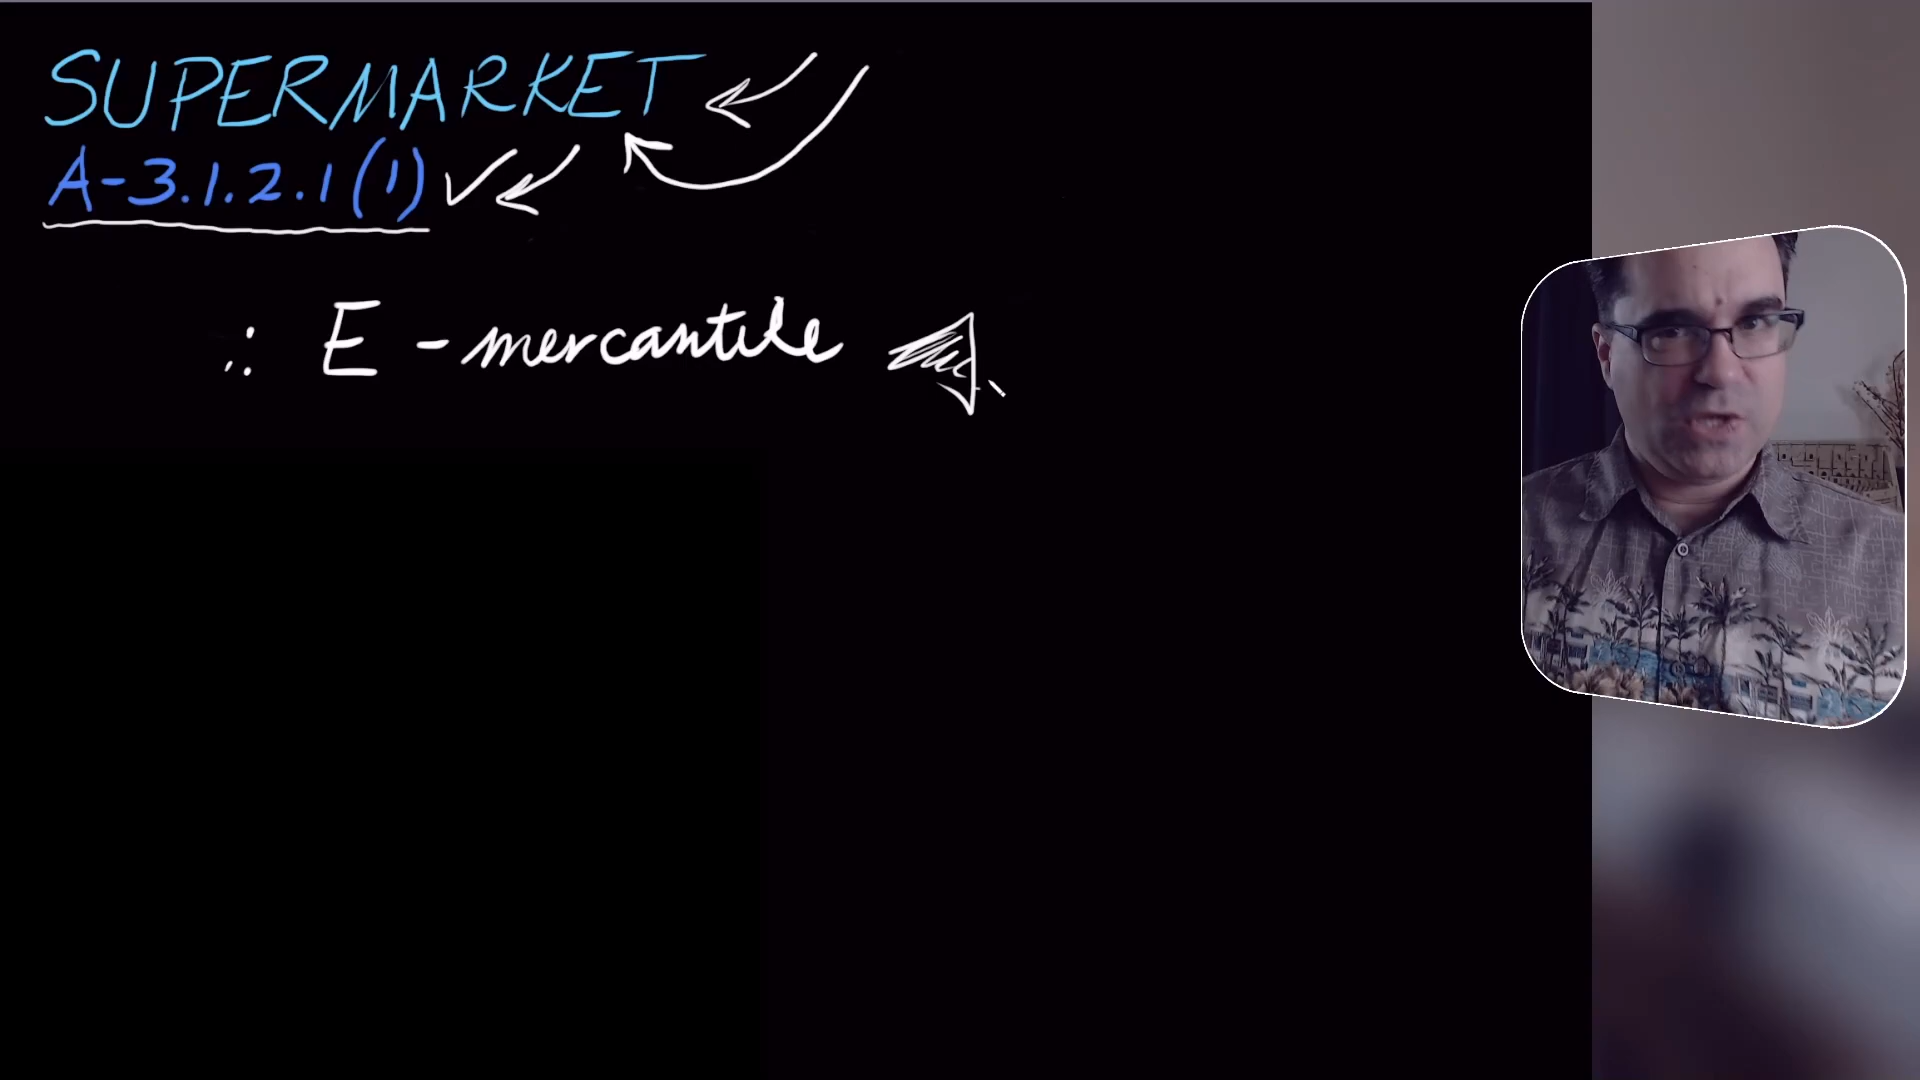 SUPERMARKET
A-3.1.2.1(1)
∴ E - mercantile